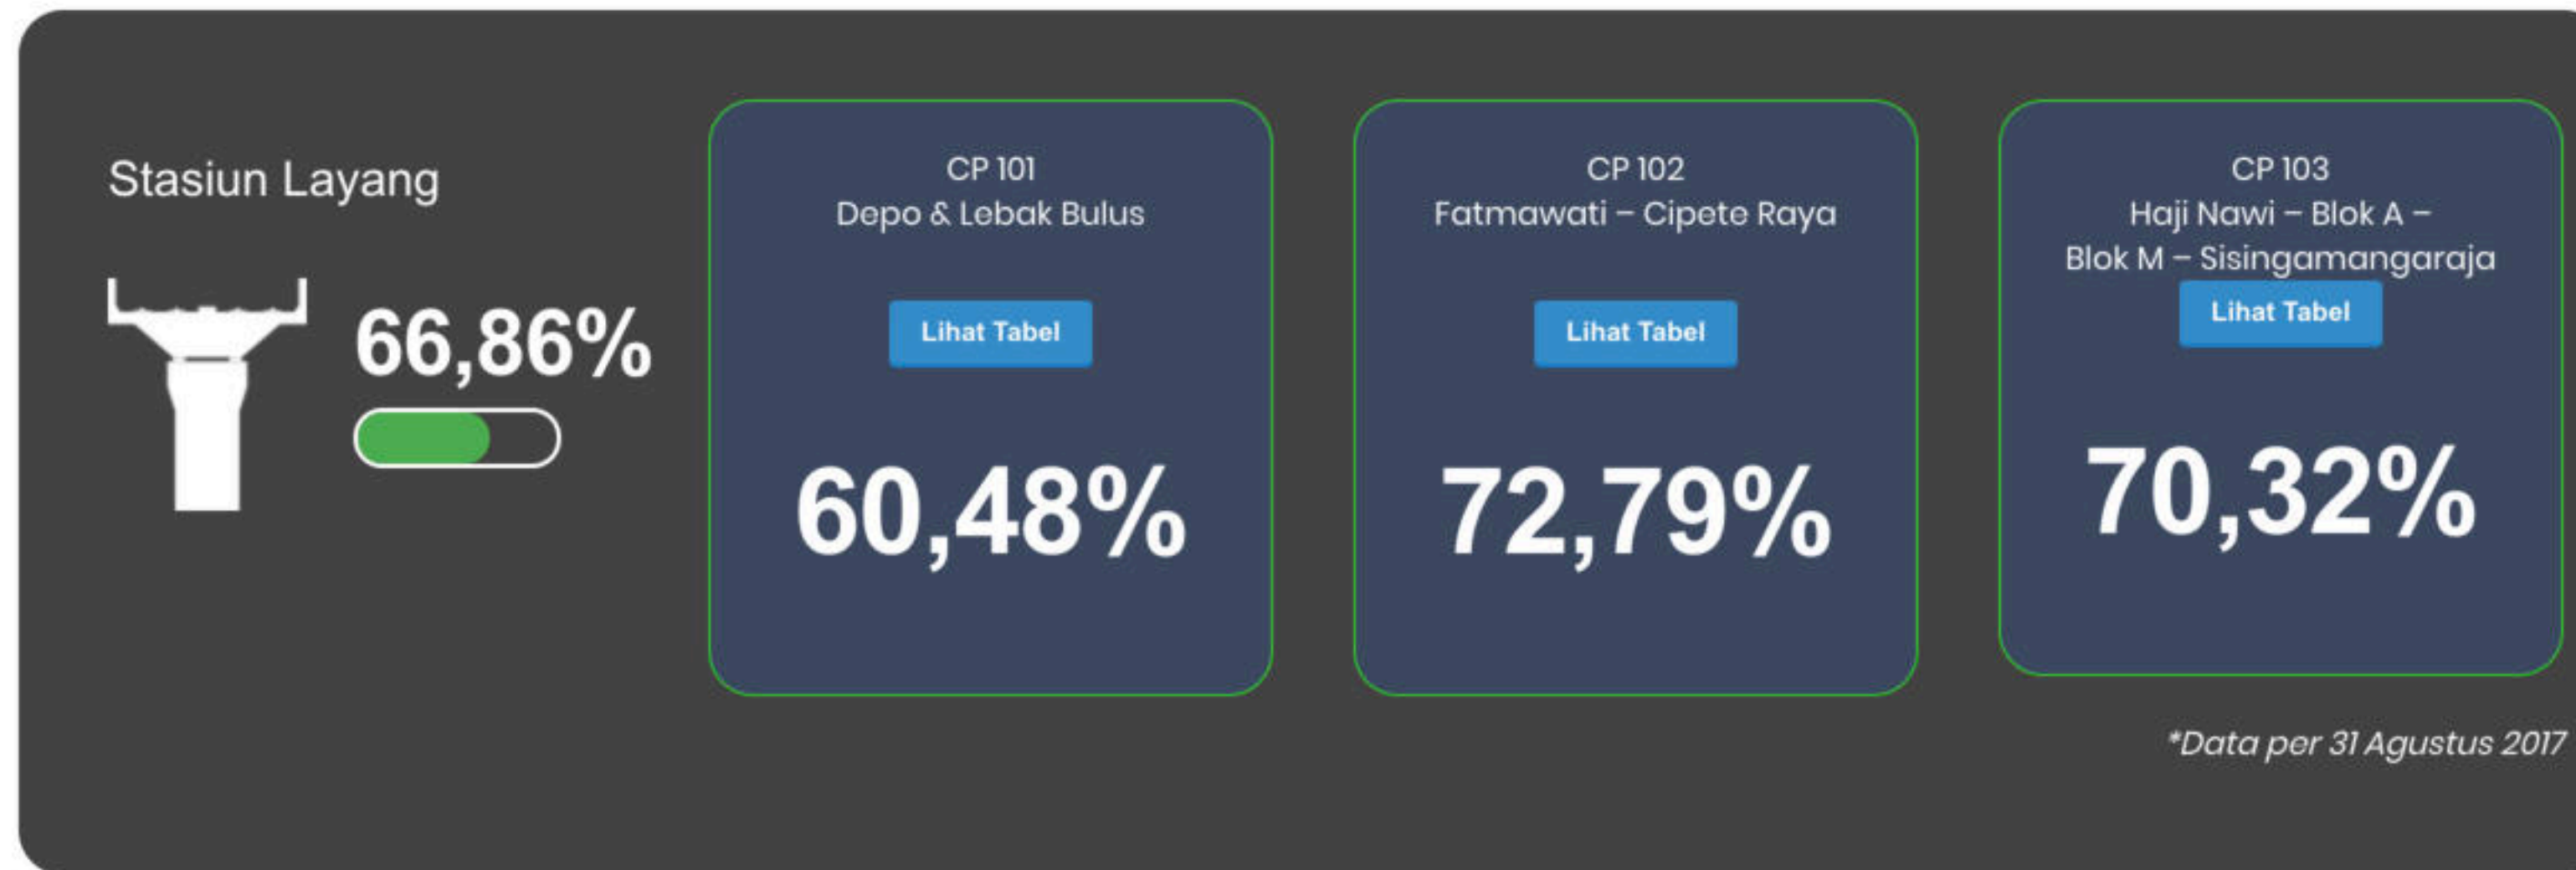 Stasiun Layang
66,86%
CP 101
Depo & Lebak Bulus
Lihat Tabel
60,48%
CP 102
Fatmawati – Cipete Raya
Lihat Tabel
72,79%
CP 103
Haji Nawi – Blok A –
Blok M – Sisingamangaraja
Lihat Tabel
70,32%
*Data per 31 Agustus 2017